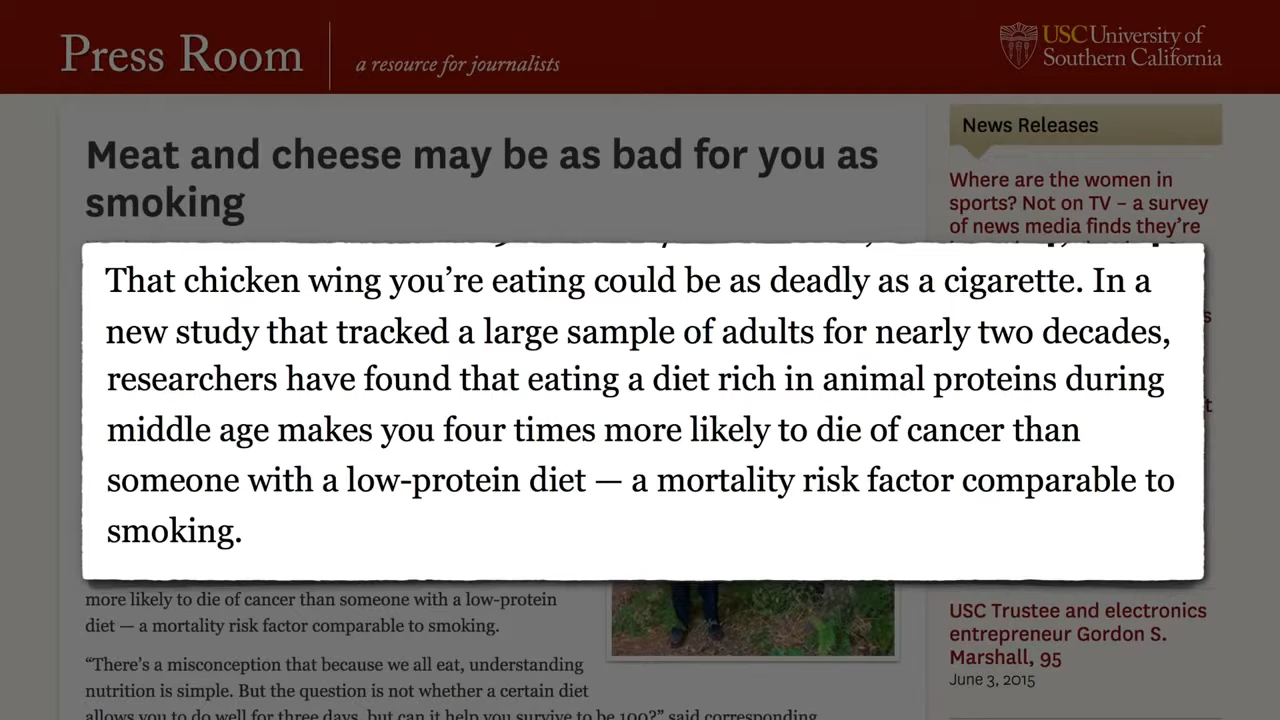 Press Room
a resource for journalists
USC University of
Southern California
Meat and cheese may be as bad for you as
smoking
That chicken wing you’re eating could be as deadly as a cigarette. In a
new study that tracked a large sample of adults for nearly two decades,
researchers have found that eating a diet rich in animal proteins during
middle age makes you four times more likely to die of cancer than
someone with a low-protein diet — a mortality risk factor comparable to
smoking.
more likely to die of cancer than someone with a low-protein
diet — a mortality risk factor comparable to smoking.
“There’s a misconception that because we all eat, understanding
nutrition is simple. But the question is not whether a certain diet
allows you to do well for three days, but can it help you survive to be 100?” said corresponding
News Releases
Where are the women in
sports? Not on TV – a survey
of news media finds they’re
USC Trustee and electronics
entrepreneur Gordon S.
Marshall, 95
June 3, 2015